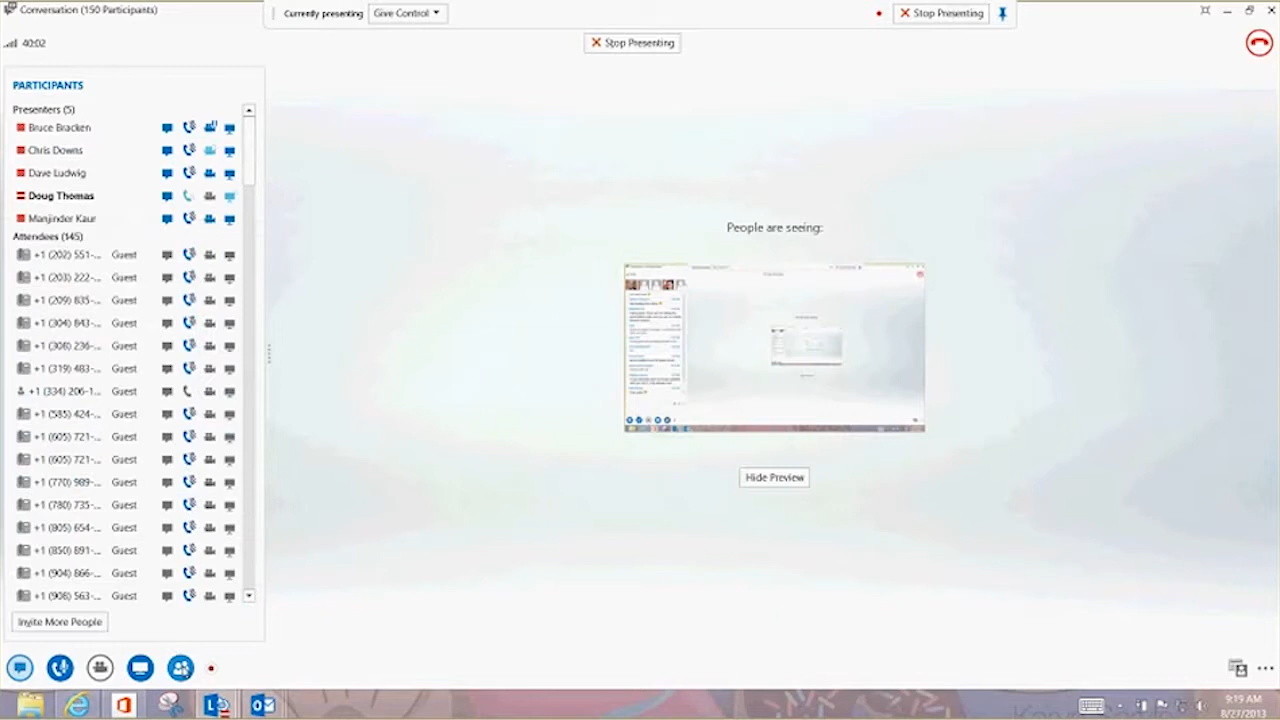 Conversation (150 Participants)
Currently presenting
Give Control
Stop Presenting
40:02
Stop Presenting
PARTICIPANTS
Presenters (5)
Bruce Bracken
Chris Downs
Dave Ludwig
Doug Thomas
Manjinder Kaur
Attendees (145)
+1 (202) 551-... Guest
+1 (203) 222-... Guest
+1 (209) 835-... Guest
+1 (304) 643-... Guest
+1 (308) 236-... Guest
+1 (319) 483-... Guest
+1 (334) 206-1...
+1 (585) 424-... Guest
+1 (605) 721-... Guest
+1 (605) 721-... Guest
+1 (770) 989-... Guest
+1 (780) 735-... Guest
+1 (805) 654-... Guest
+1 (850) 891-... Guest
+1 (904) 866-... Guest
+1 (908) 563-... Guest
Invite More People
People are seeing:
Hide Preview
9:19 AM
8/27/2013